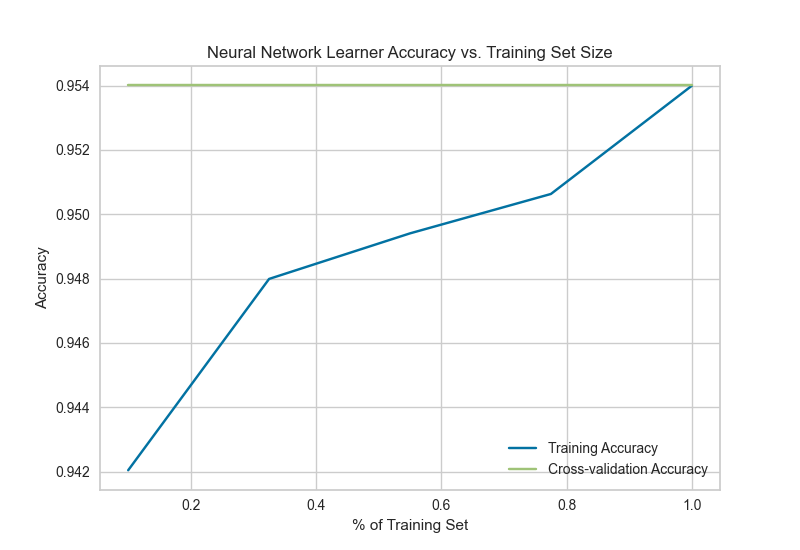 Neural Network Learner Accuracy vs. Training Set Size
0.954
0.952
0.950
0.948
0.946
0.944
0.942
Accuracy
Training Accuracy
Cross-validation Accuracy
0.2 0.4 0.6 0.8 1.0
% of Training Set